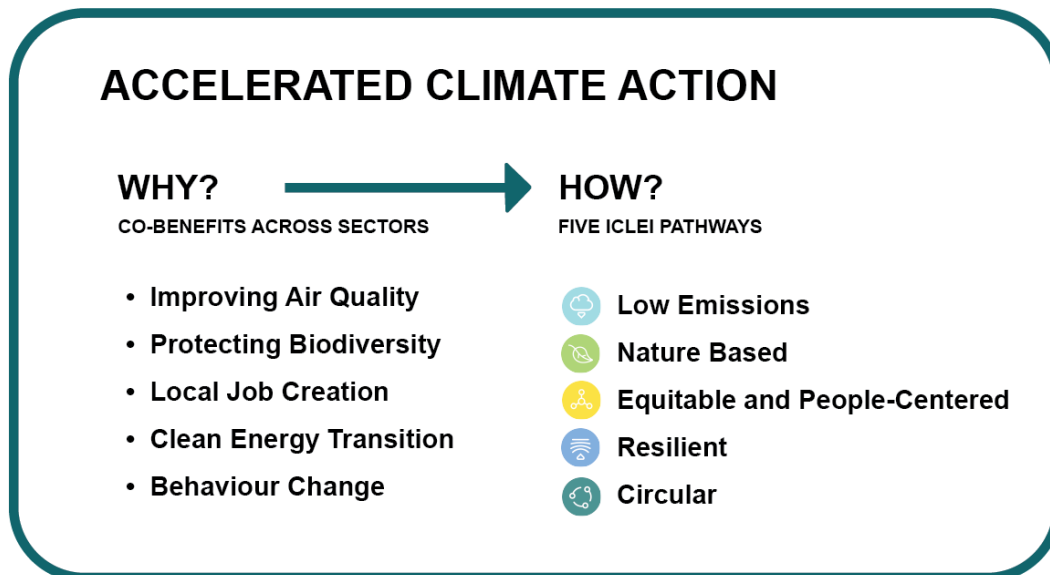 ACCELERATED CLIMATE ACTION
WHY?
CO-BENEFITS ACROSS SECTORS
• Improving Air Quality
• Protecting Biodiversity
• Local Job Creation
• Clean Energy Transition
• Behaviour Change
HOW?
FIVE ICLEI PATHWAYS
Low Emissions
Nature Based
Equitable and People-Centered
Resilient
Circular